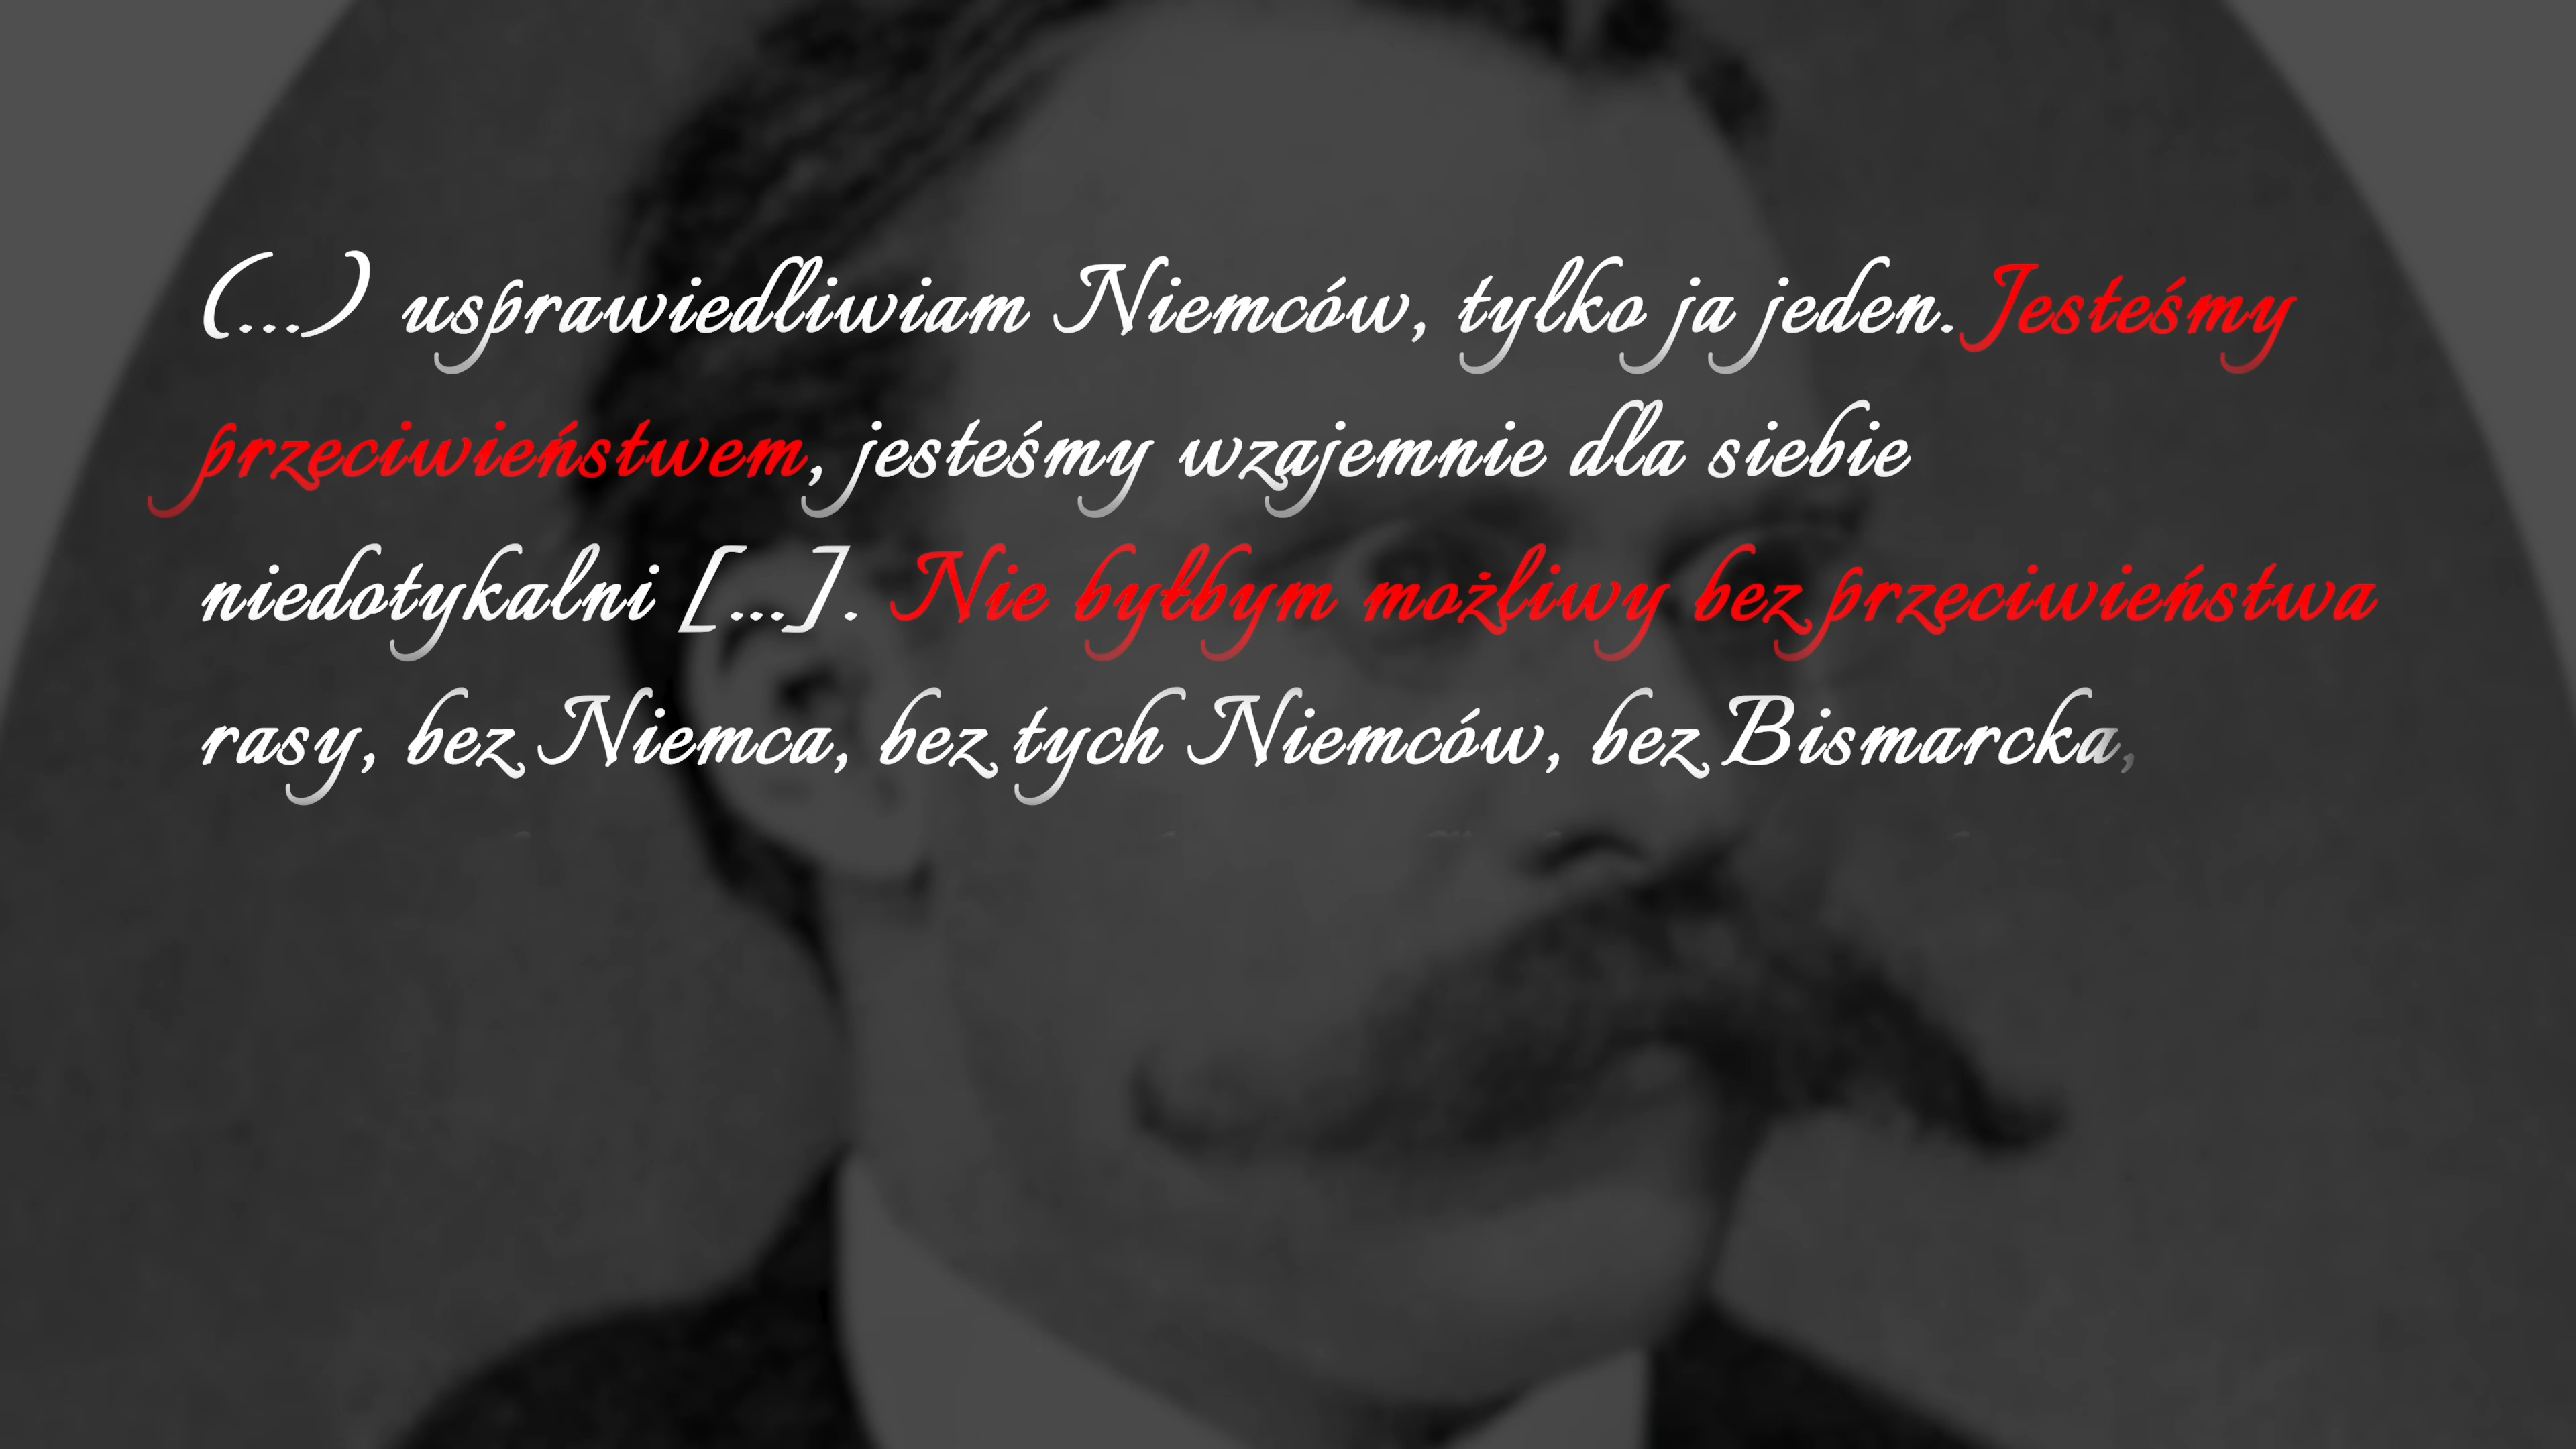 (...) usprawiedliwiam Niemców, tylko ja jeden. Jesteśmy
przeciwieństwem, jesteśmy wzajemnie dla siebie
niedotykalni [...]. Nie byłbym możliwy bez przeciwieństwa
rasy, bez Niemca, bez tych Niemców, bez Bismarcka,